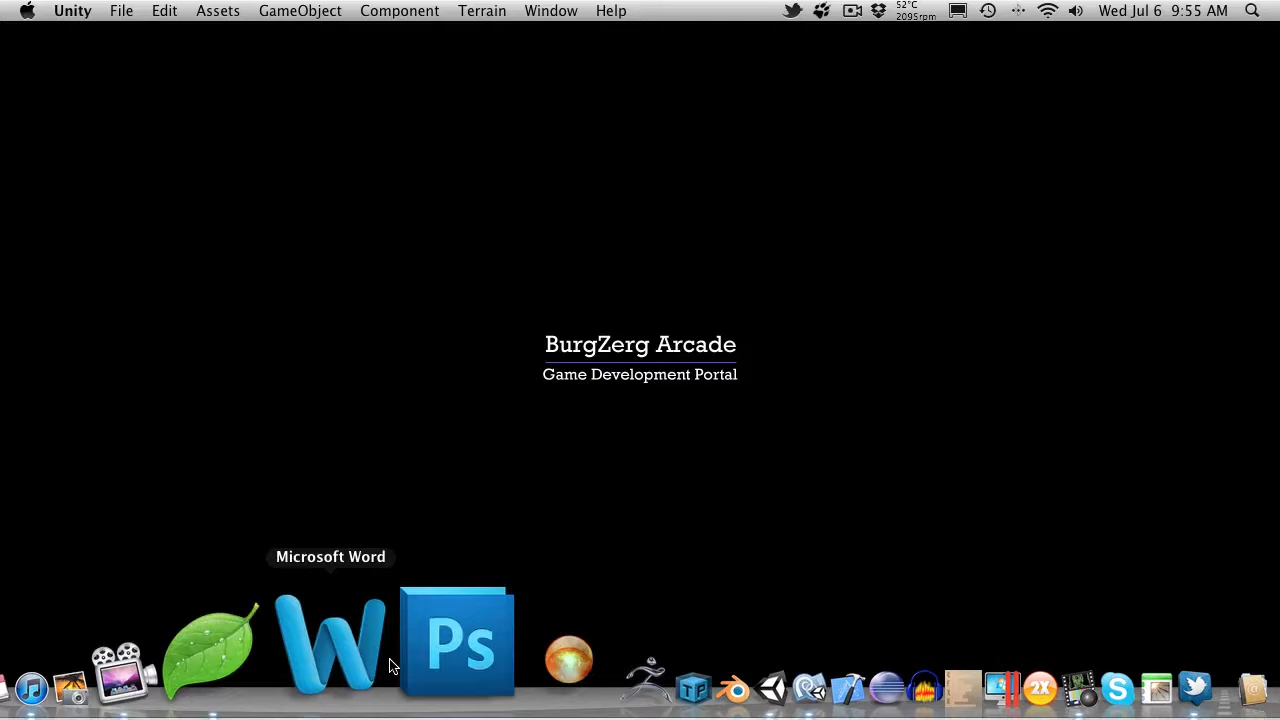 Unity File Edit Assets GameObject Component Terrain Window Help 52°C 2095rpm Wed Jul 6 9:55 AM
BurgZerg Arcade
Game Development Portal
Microsoft Word
W Ps TP 2X S @